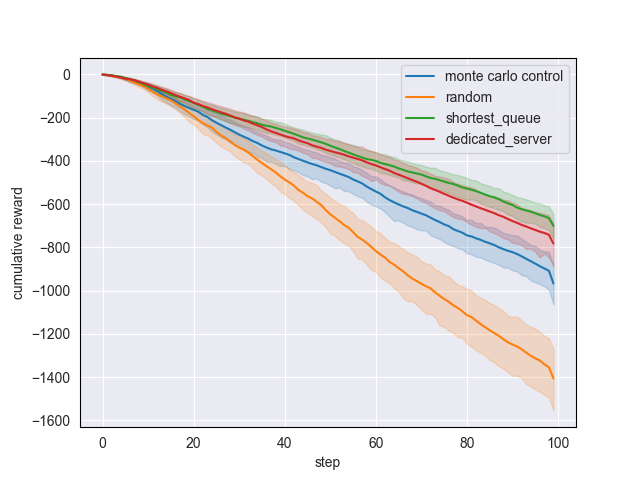 monte carlo control
random
shortest_queue
dedicated_server
0
−200
−400
−600
−800
−1000
−1200
−1400
−1600
cumulative reward
0 20 40 60 80 100
step